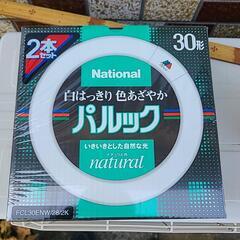 2本
セット
30形
National
白はっきり 色あざやか
パルック
いきいきとした自然な光
natural
FCL30ENW/28/2K